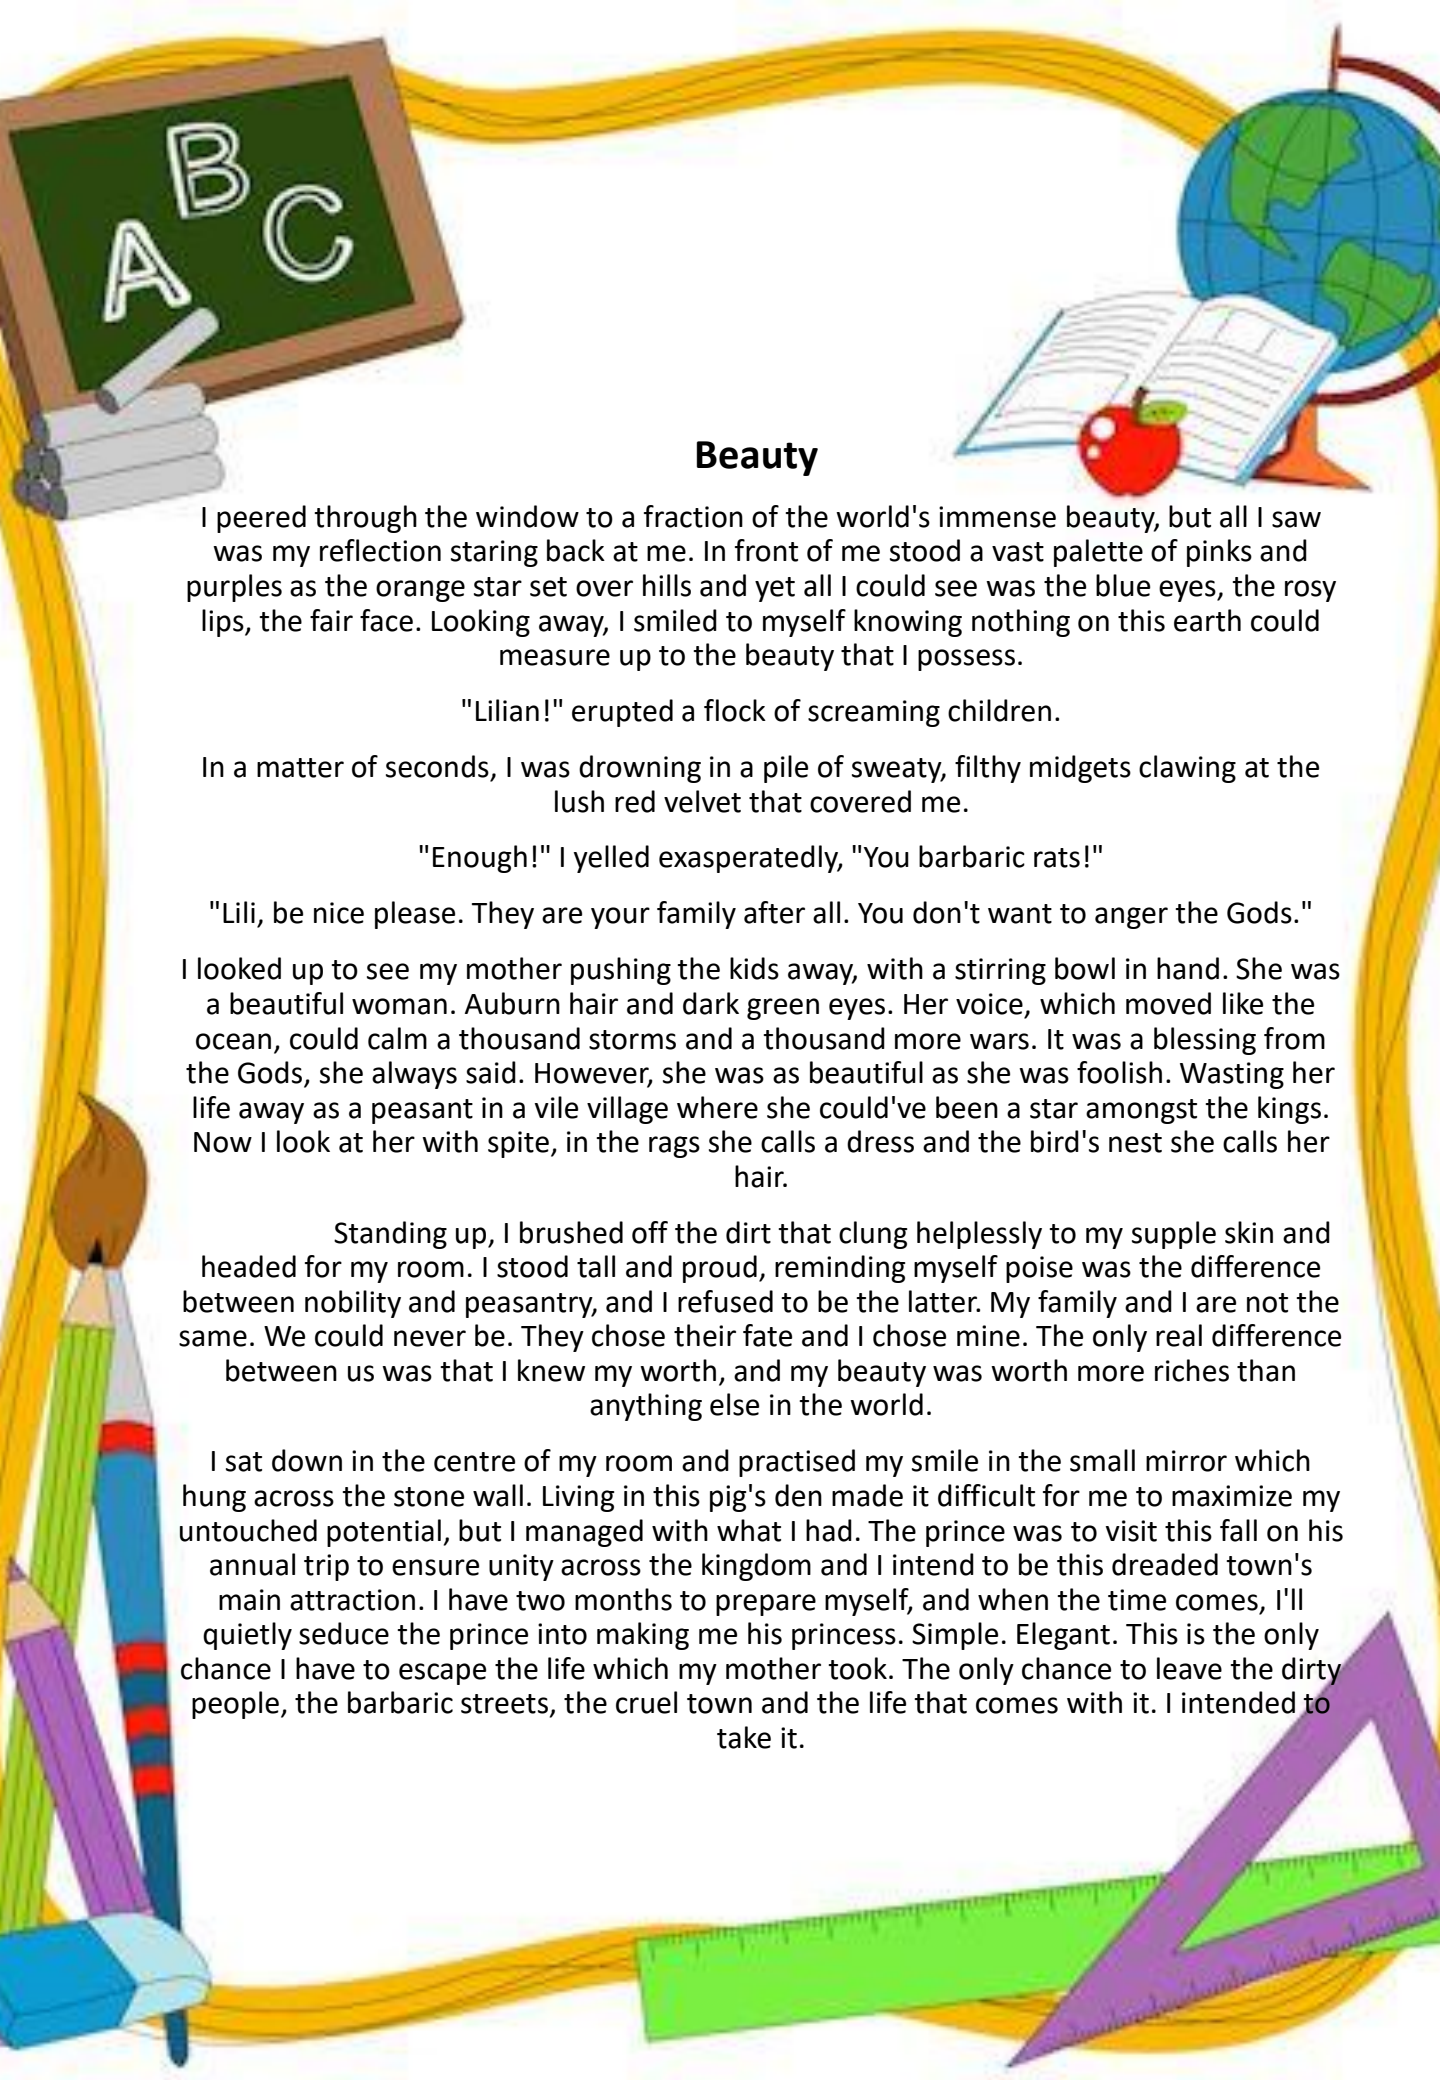 A
B
C
Beauty
I peered through the window to a fraction of the world's immense beauty, but all I saw
was my reflection staring back at me. In front of me stood a vast palette of pinks and
purples as the orange star set over hills and yet all I could see was the blue eyes, the rosy
lips, the fair face. Looking away, I smiled to myself knowing nothing on this earth could
measure up to the beauty that I possess.
"Lilian!" erupted a flock of screaming children.
In a matter of seconds, I was drowning in a pile of sweaty, filthy midgets clawing at the
lush red velvet that covered me.
"Enough!" I yelled exasperatedly, "You barbaric rats!"
"Lili, be nice please. They are your family after all. You don't want to anger the Gods."
I looked up to see my mother pushing the kids away, with a stirring bowl in hand. She was
a beautiful woman. Auburn hair and dark green eyes. Her voice, which moved like the
ocean, could calm a thousand storms and a thousand more wars. It was a blessing from
the Gods, she always said. However, she was as beautiful as she was foolish. Wasting her
life away as a peasant in a vile village where she could've been a star amongst the kings.
Now I look at her with spite, in the rags she calls a dress and the bird's nest she calls her
hair.
Standing up, I brushed off the dirt that clung helplessly to my supple skin and
headed for my room. I stood tall and proud, reminding myself poise was the difference
between nobility and peasantry, and I refused to be the latter. My family and I are not the
same. We could never be. They chose their fate and I chose mine. The only real difference
between us was that I knew my worth, and my beauty was worth more riches than
anything else in the world.
I sat down in the centre of my room and practised my smile in the small mirror which
hung across the stone wall. Living in this pig's den made it difficult for me to maximize my
untouched potential, but I managed with what I had. The prince was to visit this fall on his
annual trip to ensure unity across the kingdom and I intend to be this dreaded town's
main attraction. I have two months to prepare myself, and when the time comes, I'll
quietly seduce the prince into making me his princess. Simple. Elegant. This is the only
chance I have to escape the life which my mother took. The only chance to leave the dirty
people, the barbaric streets, the cruel town and the life that comes with it. I intended to
take it.